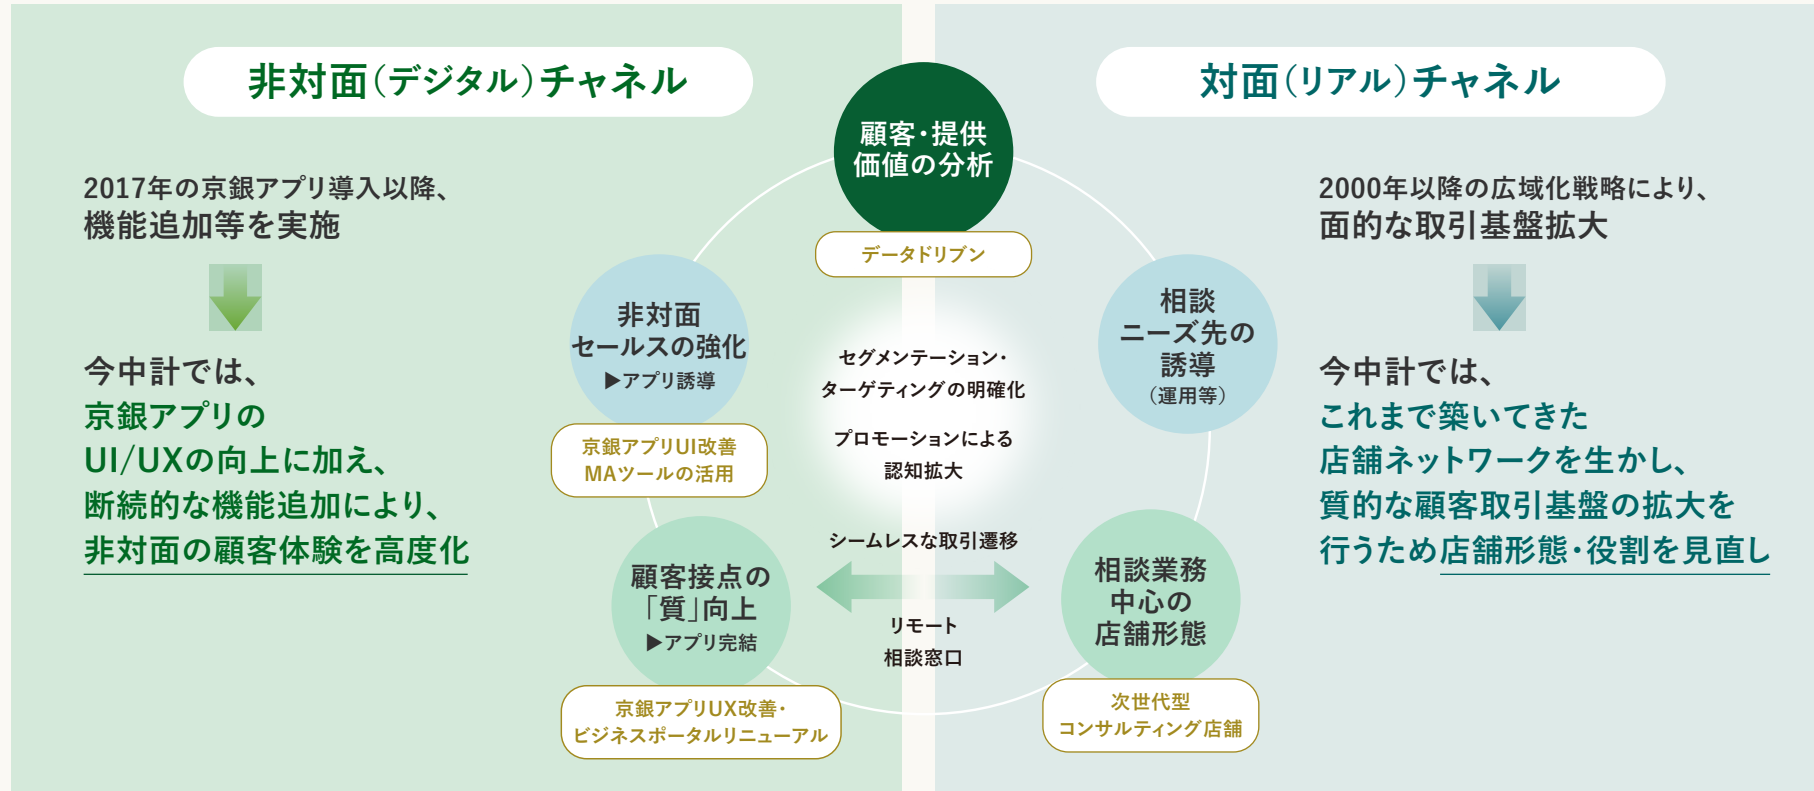 非対面(デジタル)チャネル
2017年の京銀アプリ導入以降、
機能追加等を実施
今中計では、
京銀アプリの
UI/UXの向上に加え、
断続的な機能追加により、
非対面の顧客体験を高度化
顧客・提供
価値の分析
データドリブン
非対面
セールスの強化
▶アプリ誘導
京銀アプリUI改善
MAツールの活用
顧客接点の
「質」向上
▶アプリ完結
京銀アプリUX改善・
ビジネスポータルリニューアル
セグメンテーション・
ターゲティングの明確化
プロモーションによる
認知拡大
シームレスな取引遷移
リモート
相談窓口
相談
ニーズ先の
誘導
(運用等)
相談業務
中心の
店舗形態
次世代型
コンサルティング店舗
対面(リアル)チャネル
2000年以降の広域化戦略により、
面的な取引基盤拡大
今中計では、
これまで築いてきた
店舗ネットワークを生かし、
質的な顧客取引基盤の拡大を
行うため店舗形態・役割を見直し